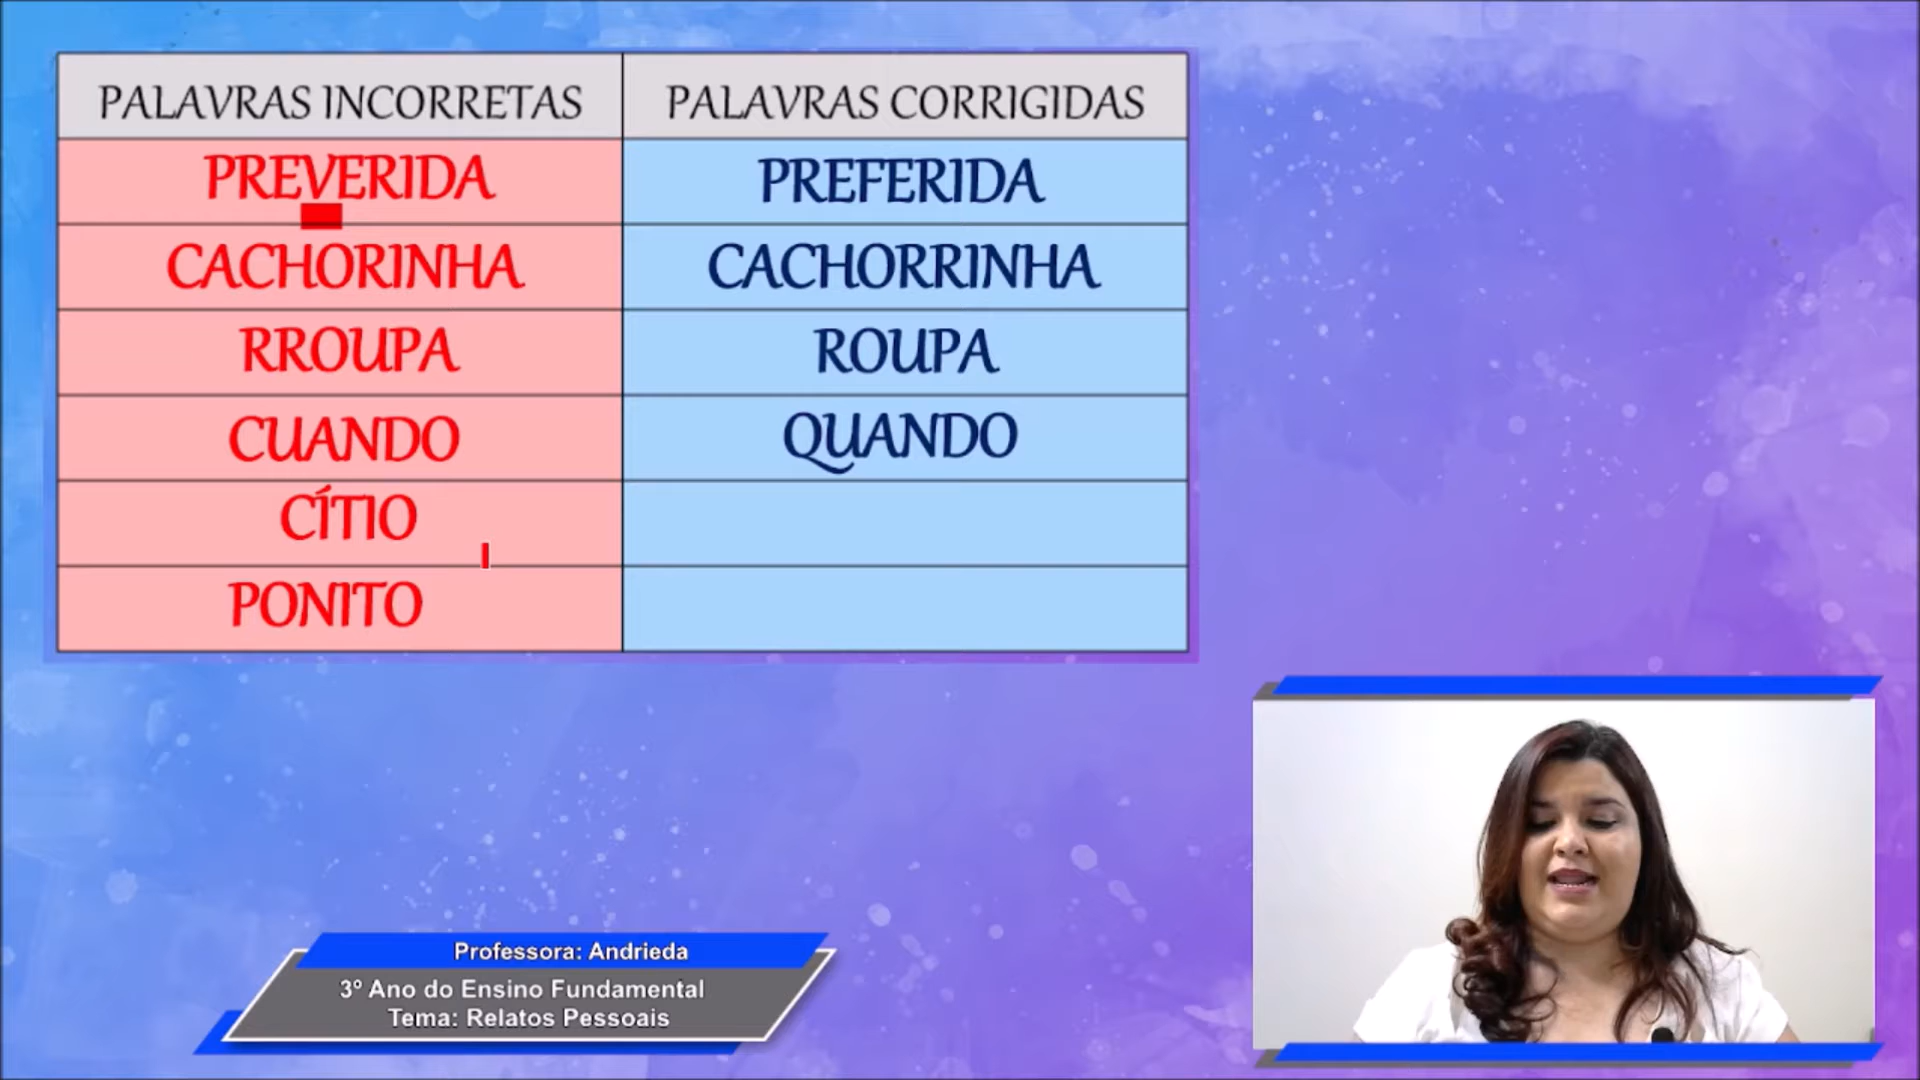 PALAVRAS INCORRETAS PALAVRAS CORRIGIDAS
PREVERIDA PREFERIDA
CACHORINHA CACHORRINHA
RROUPA ROUPA
CUANDO QUANDO
CÍTIO
PONITO
Professora: Andrieda
3º Ano do Ensino Fundamental
Tema: Relatos Pessoais